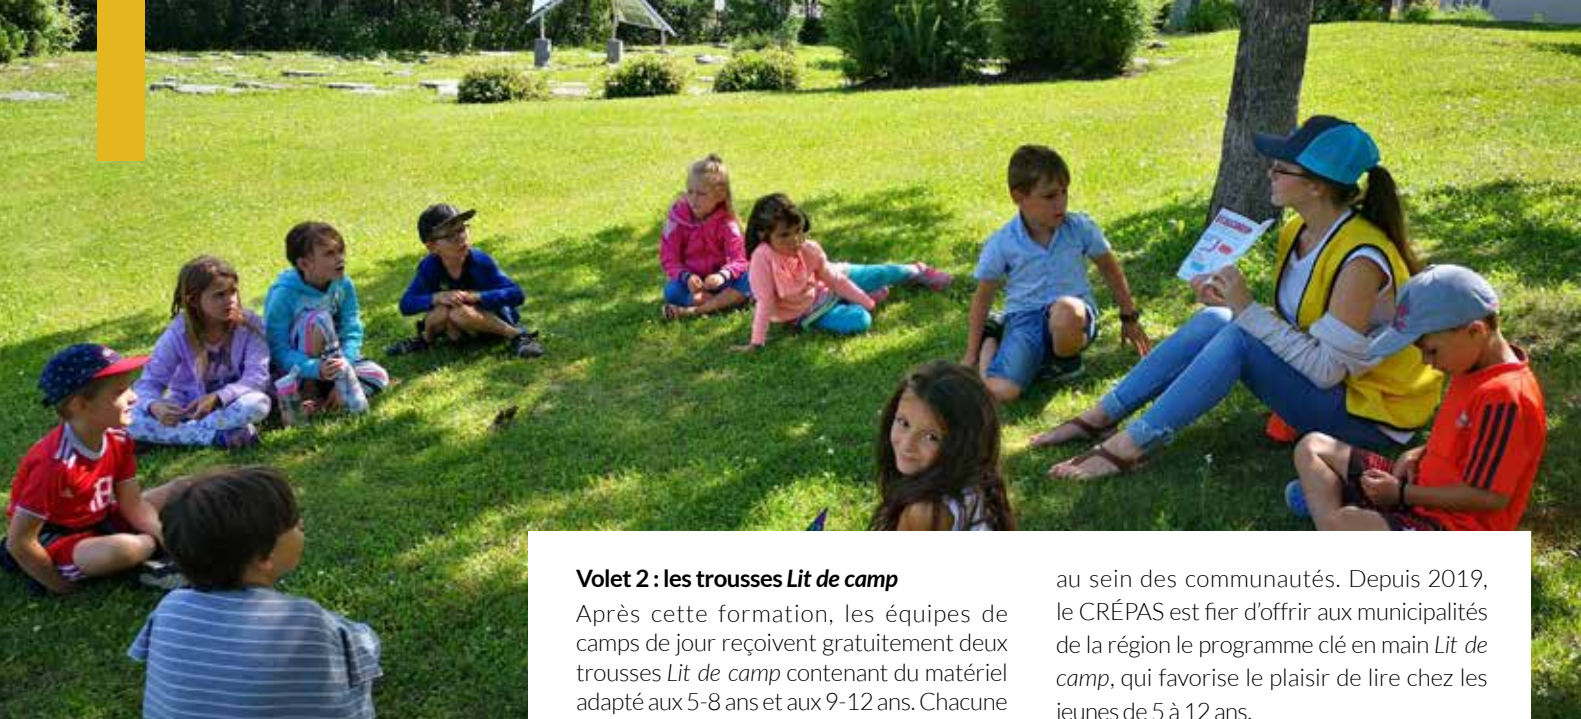 Volet 2 : les trousses Lit de camp
Après cette formation, les équipes de
camps de jour reçoivent gratuitement deux
trousses Lit de camp contenant du matériel
adapté aux 5-8 ans et aux 9-12 ans. Chacune
au sein des communautés. Depuis 2019,
le CRÉPAS est fier d’offrir aux municipalités
de la région le programme clé en main Lit de
camp, qui favorise le plaisir de lire chez les
jeunes de 5 à 12 ans.